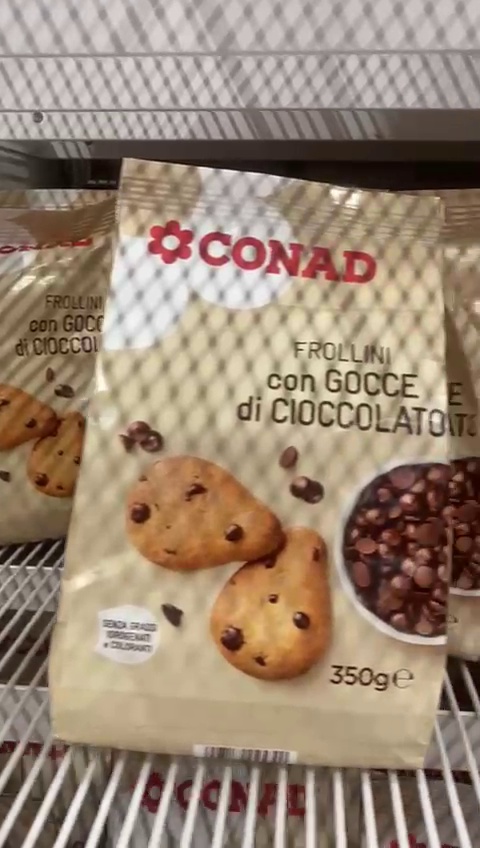 CONAD
FROLLINI
con GOCCE
di CIOCCOLATO
SENZA GRASSI
IDROGENATI
e COLORANTI
350g e
FROLLINI
con GOCC
di CIOCCOL
CONAD